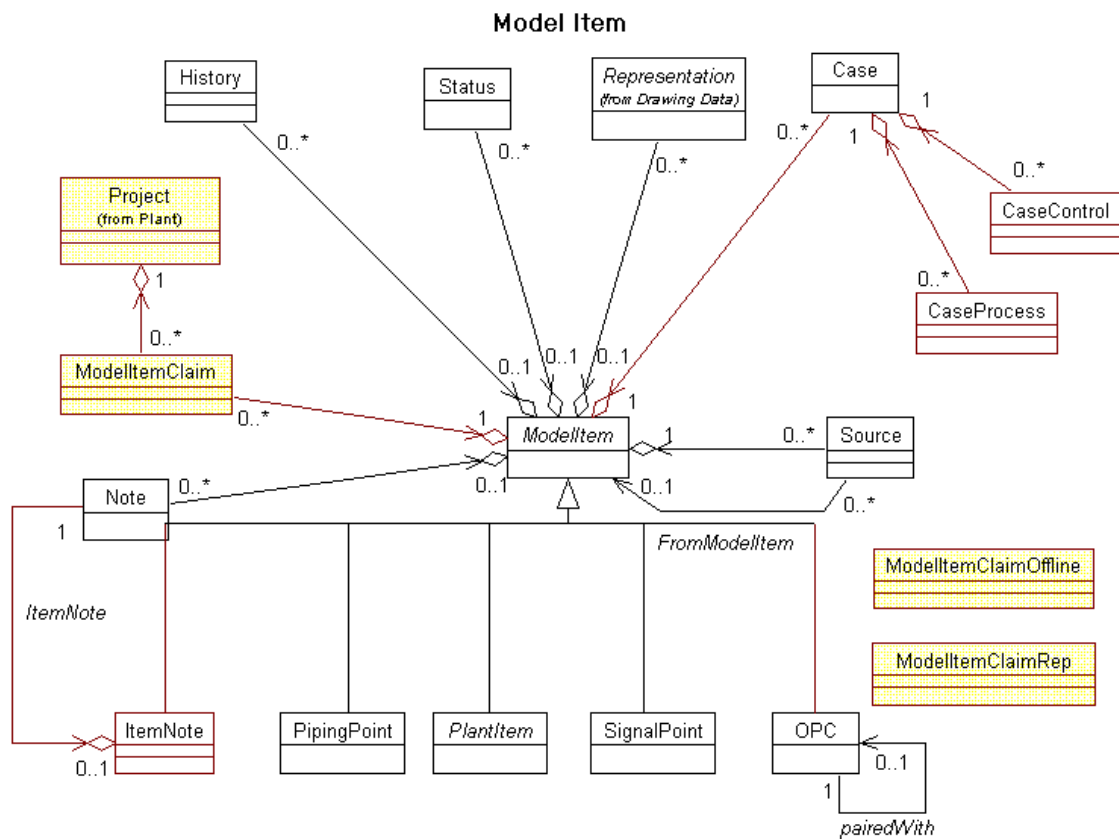 Model Item
History
Status
Representation
(from Drawing Data)
Case
1
0..*
0..*
0..*
0..*
1
0..*
Project
(from Plant)
CaseControl
1
0..*
CaseProcess
0..*
ModelItemClaim
0..1
0..1
0..1
0..*
1
1
ModelItem
1
0..*
Source
Note
0..*
0..1
0..1
0..*
1
FromModelItem
ModelItemClaimOffline
ItemNote
ModelItemClaimRep
ItemNote
PipingPoint
PlantItem
SignalPoint
OPC
0..1
0..1
1
pairedWith